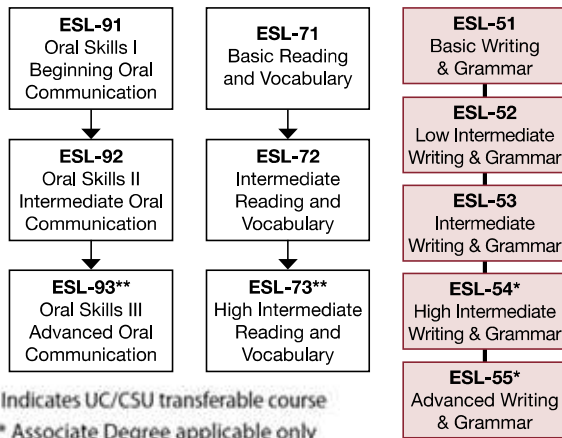 ESL-91
Oral Skills I
Beginning Oral
Communication
ESL-92
Oral Skills II
Intermediate Oral
Communication
ESL-93**
Oral Skills III
Advanced Oral
Communication
ESL-71
Basic Reading
and Vocabulary
ESL-72
Intermediate
Reading and
Vocabulary
ESL-73**
High Intermediate
Reading and
Vocabulary
ESL-51
Basic Writing
& Grammar
ESL-52
Low Intermediate
Writing & Grammar
ESL-53
Intermediate
Writing & Grammar
ESL-54*
High Intermediate
Writing & Grammar
ESL-55*
Advanced Writing
& Grammar
Indicates UC/CSU transferable course
* Associate Degree applicable only